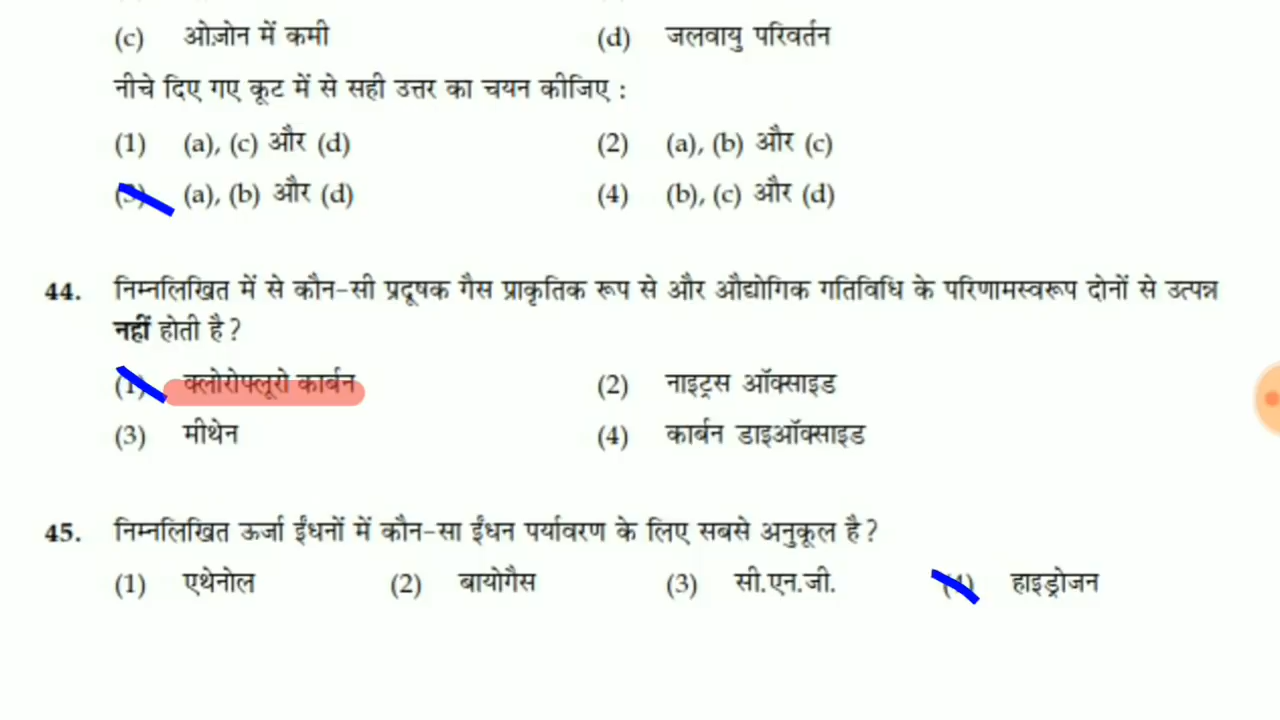 (c) ओज़ोन में कमी (d) जलवायु परिवर्तन
नीचे दिए गए कूट में से सही उत्तर का चयन कीजिए :
(1) (a), (c) और (d) (2) (a), (b) और (c)
(3) (a), (b) और (d) (4) (b), (c) और (d)
44. निम्नलिखित में से कौन-सी प्रदूषक गैस प्राकृतिक रूप से और औद्योगिक गतिविधि के परिणामस्वरूप दोनों से उत्पन्न
नहीं होती है ?
(1) क्लोरोफ्लूरो कार्बन (2) नाइट्रस ऑक्साइड
(3) मीथेन (4) कार्बन डाइऑक्साइड
45. निम्नलिखित ऊर्जा ईंधनों में कौन-सा ईंधन पर्यावरण के लिए सबसे अनुकूल है ?
(1) एथेनोल (2) बायोगैस (3) सी.एन.जी. (4) हाइड्रोजन